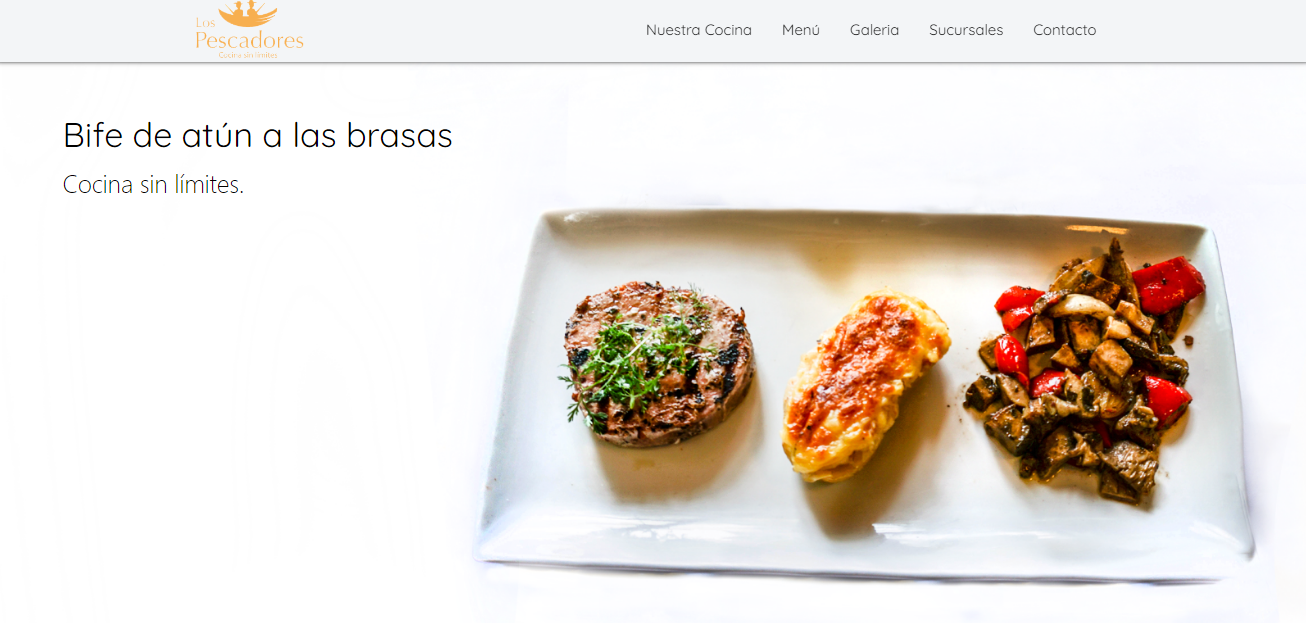 Los
Pescadores
Cocina sin límites
Nuestra Cocina
Menú
Galeria
Sucursales
Contacto
Bife de atún a las brasas
Cocina sin límites.